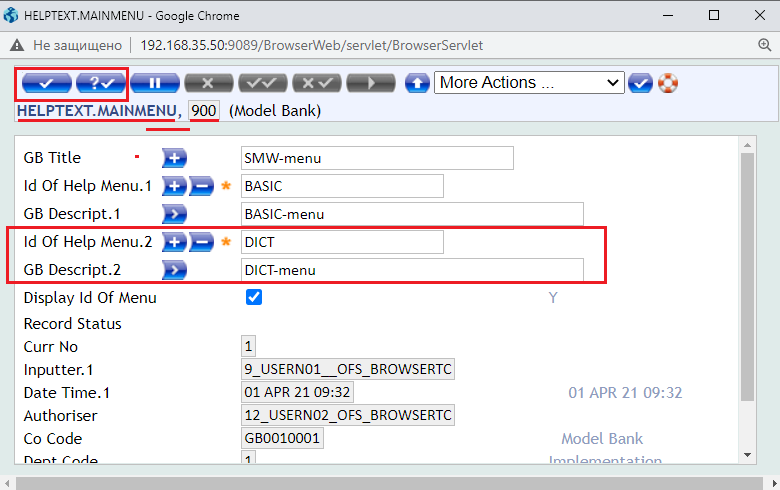 HELPTEXT.MAINMENU - Google Chrome
Не защищено 192.168.35.50:9089/BrowserWeb/servlet/BrowserServlet
More Actions ...
HELPTEXT.MAINMENU, 900 (Model Bank)
GB Title SMW-menu
Id Of Help Menu.1 BASIC
GB Descript.1 BASIC-menu
Id Of Help Menu.2 DICT
GB Descript.2 DICT-menu
Display Id Of Menu Y
Record Status
Curr No 1
Inputter.1 9_USERN01__OFS_BROWSERTC
Date Time.1 01 APR 21 09:32 01 APR 21 09:32
Authoriser 12_USERN02_OFS_BROWSERTC
Co Code GB0010001 Model Bank
Dept Code 1 Implementation